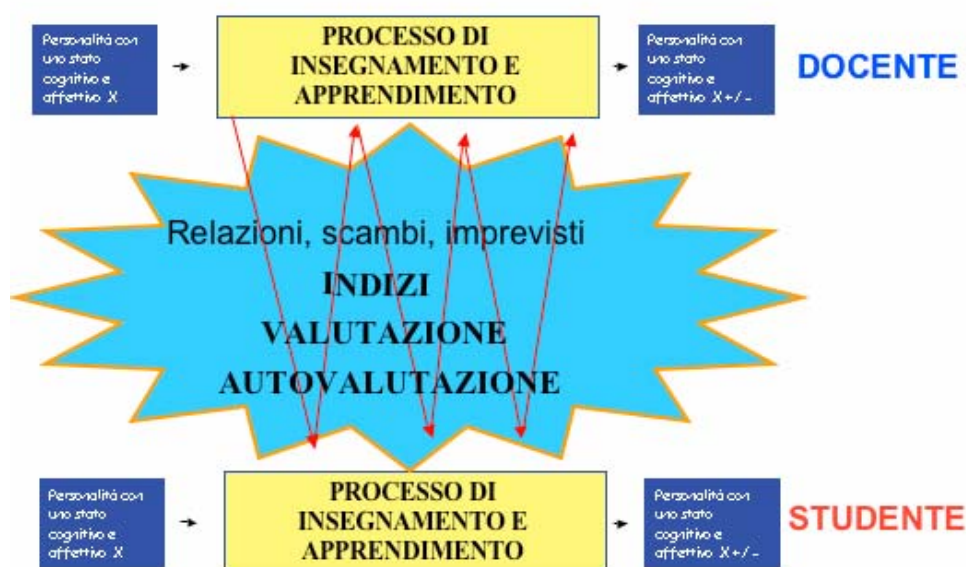 Personalità con
uno stato
cognitivo e
affettivo X
PROCESSO DI
INSEGNAMENTO E
APPRENDIMENTO
Personalità con
uno stato
cognitivo e
affettivo X + / -
DOCENTE
Relazioni, scambi, imprevisti
INDIZI
VALUTAZIONE
AUTOVALUTAZIONE
Personalità con
uno stato
cognitivo e
affettivo X
PROCESSO DI
INSEGNAMENTO E
APPRENDIMENTO
Personalità con
uno stato
cognitivo e
affettivo X + / -
STUDENTE